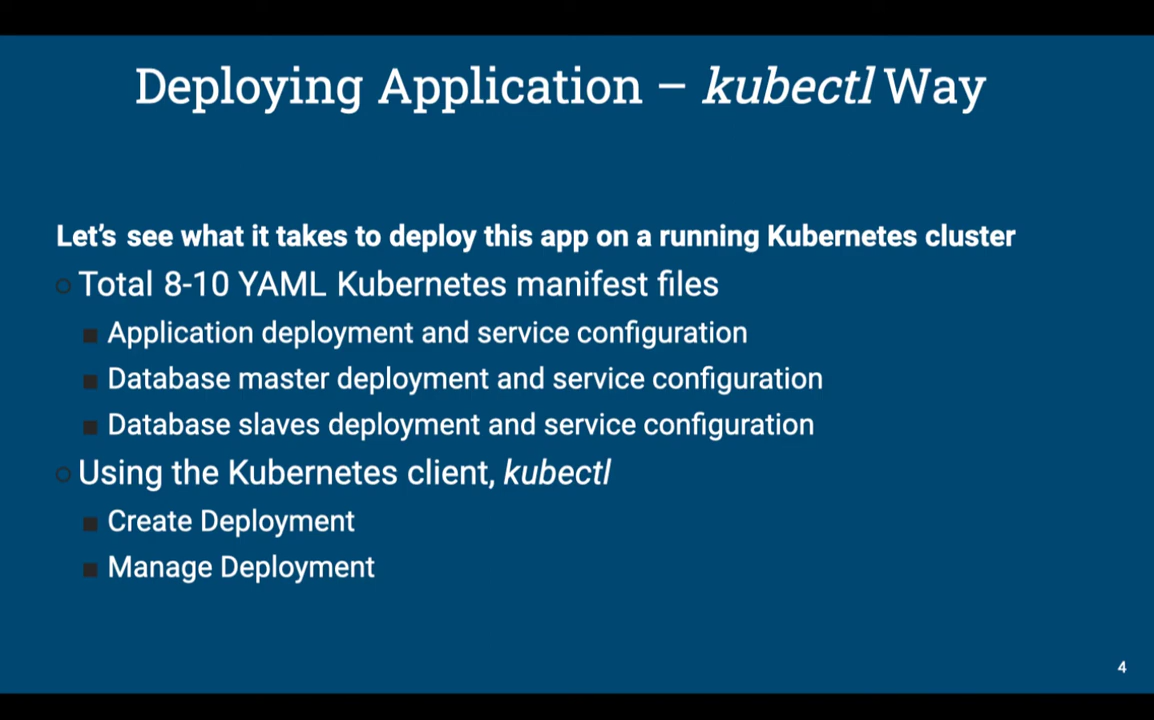 Deploying Application – kubectl Way
Let's see what it takes to deploy this app on a running Kubernetes cluster
Total 8-10 YAML Kubernetes manifest files
Application deployment and service configuration
Database master deployment and service configuration
Database slaves deployment and service configuration
Using the Kubernetes client, kubectl
Create Deployment
Manage Deployment
4